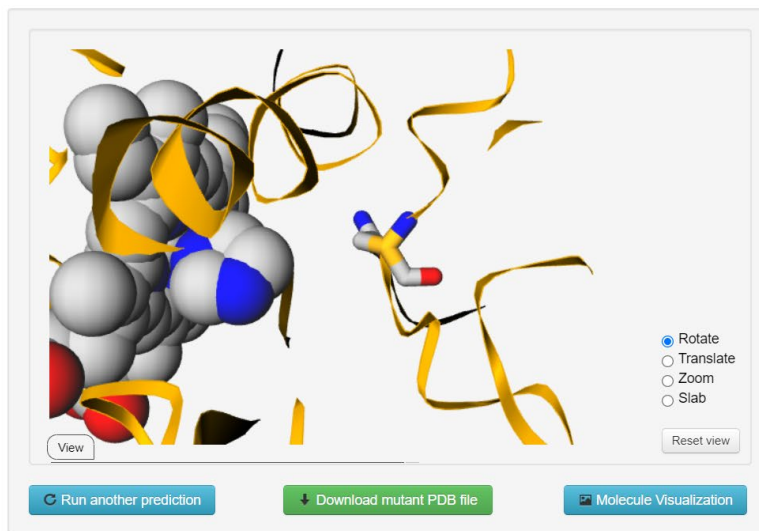 Rotate
Translate
Zoom
Slab
View
Reset view
Run another prediction
Download mutant PDB file
Molecule Visualization